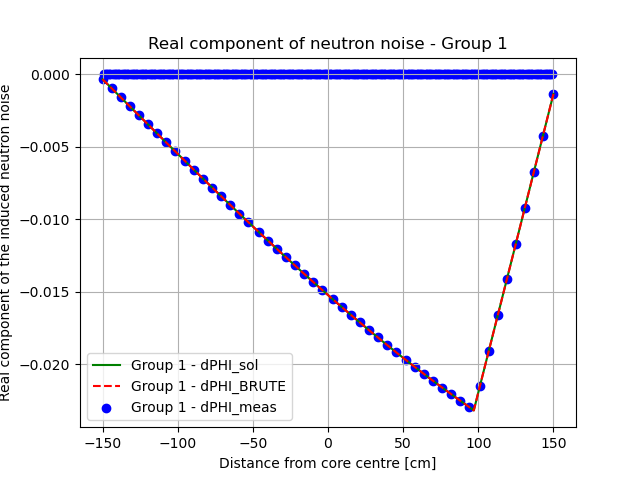 Real component of neutron noise - Group 1
Real component of the induced neutron noise
0.000
−0.005
−0.010
−0.015
−0.020
Group 1 - dPHI_sol
Group 1 - dPHI_BRUTE
Group 1 - dPHI_meas
−150
−100
−50
0
50
100
150
Distance from core centre [cm]